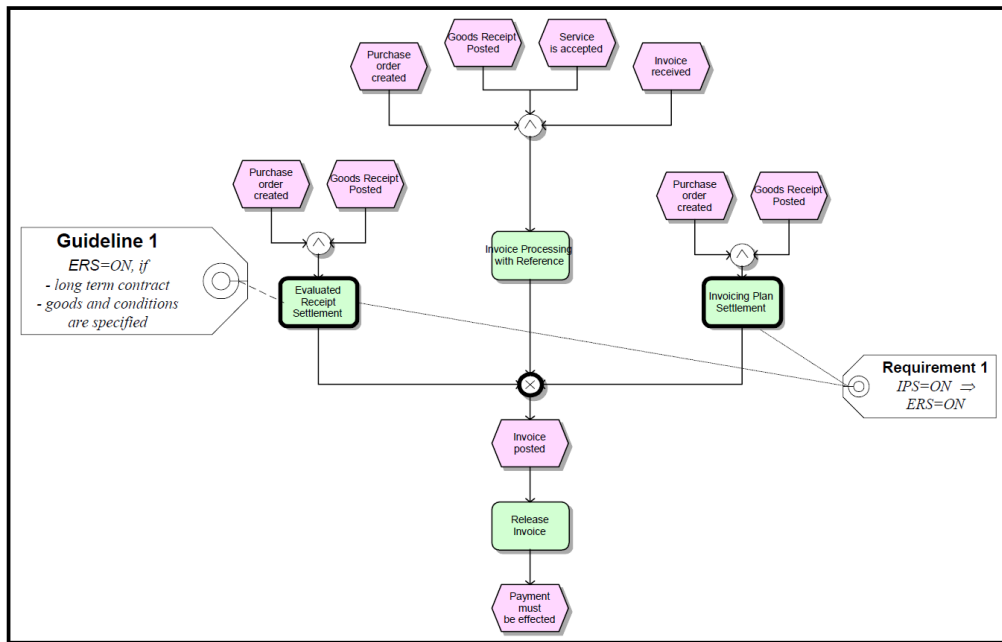 Goods Receipt
Posted
Service
is accepted
Purchase
order
created
Invoice
received
^
Purchase
order
created
Goods Receipt
Posted
Purchase
order
created
Goods Receipt
Posted
Guideline 1
ERS=ON, if
- long term contract
- goods and conditions
are specified
^
Invoice Processing
with Reference
^
Evaluated
Receipt
Settlement
Invoicing Plan
Settlement
Requirement 1
IPS=ON ⇒
ERS=ON
×
Invoice
posted
Release
Invoice
Payment
must
be effected